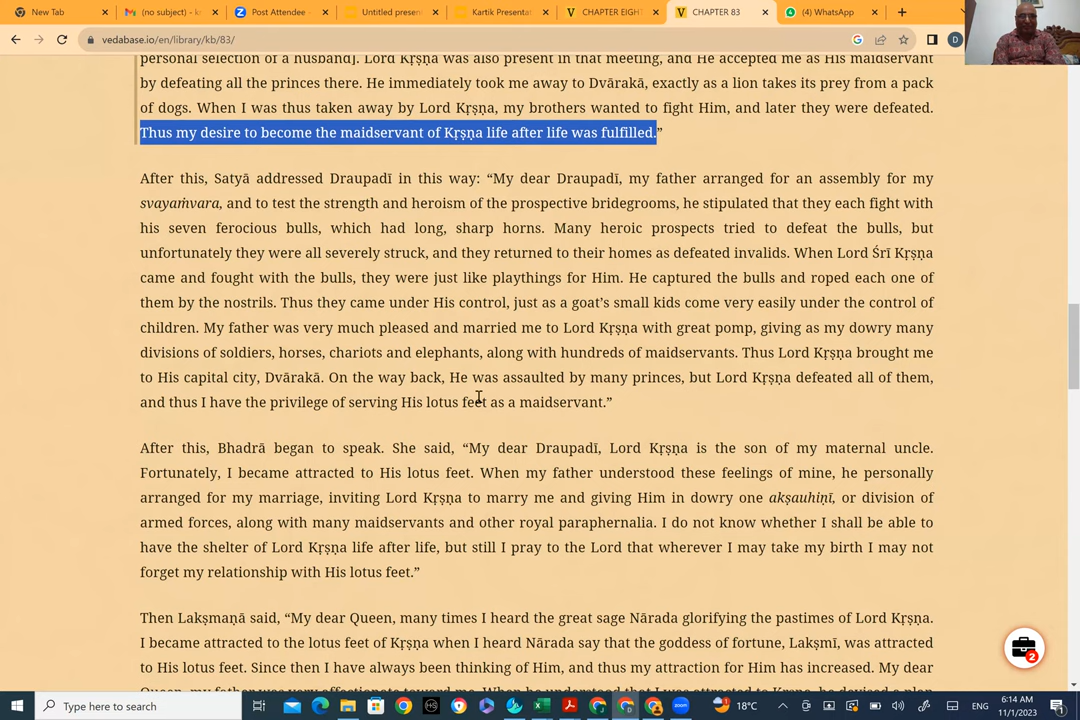 New Tab
(no subject) - k
Post Attendee -
Untitled presen
Kartik Presenta
CHAPTER EIGH
CHAPTER 83
(4) WhatsApp
vedabase.io/en/library/kb/83/
D
personal selection of a husband]. Lord Kṛṣṇa was also present in that meeting, and He accepted me as His maidservant
by defeating all the princes there. He immediately took me away to Dvārakā, exactly as a lion takes its prey from a pack
of dogs. When I was thus taken away by Lord Kṛṣṇa, my brothers wanted to fight Him, and later they were defeated.
Thus my desire to become the maidservant of Kṛṣṇa life after life was fulfilled.”
After this, Satyā addressed Draupadī in this way: “My dear Draupadī, my father arranged for an assembly for my
svayaṁvara, and to test the strength and heroism of the prospective bridegrooms, he stipulated that they each fight with
his seven ferocious bulls, which had long, sharp horns. Many heroic prospects tried to defeat the bulls, but
unfortunately they were all severely struck, and they returned to their homes as defeated invalids. When Lord Śrī Kṛṣṇa
came and fought with the bulls, they were just like playthings for Him. He captured the bulls and roped each one of
them by the nostrils. Thus they came under His control, just as a goat’s small kids come very easily under the control of
children. My father was very much pleased and married me to Lord Kṛṣṇa with great pomp, giving as my dowry many
divisions of soldiers, horses, chariots and elephants, along with hundreds of maidservants. Thus Lord Kṛṣṇa brought me
to His capital city, Dvārakā. On the way back, He was assaulted by many princes, but Lord Kṛṣṇa defeated all of them,
and thus I have the privilege of serving His lotus feet as a maidservant.”
After this, Bhadrā began to speak. She said, “My dear Draupadī, Lord Kṛṣṇa is the son of my maternal uncle.
Fortunately, I became attracted to His lotus feet. When my father understood these feelings of mine, he personally
arranged for my marriage, inviting Lord Kṛṣṇa to marry me and giving Him in dowry one akṣauhiṇī, or division of
armed forces, along with many maidservants and other royal paraphernalia. I do not know whether I shall be able to
have the shelter of Lord Kṛṣṇa life after life, but still I pray to the Lord that wherever I may take my birth I may not
forget my relationship with His lotus feet.”
Then Lakṣmaṇā said, “My dear Queen, many times I heard the great sage Nārada glorifying the pastimes of Lord Kṛṣṇa.
I became attracted to the lotus feet of Kṛṣṇa when I heard Nārada say that the goddess of fortune, Lakṣmī, was attracted
to His lotus feet. Since then I have always been thinking of Him, and thus my attraction for Him has increased. My dear
2
Type here to search
18°C
ENG
6:14 AM
11/1/2023